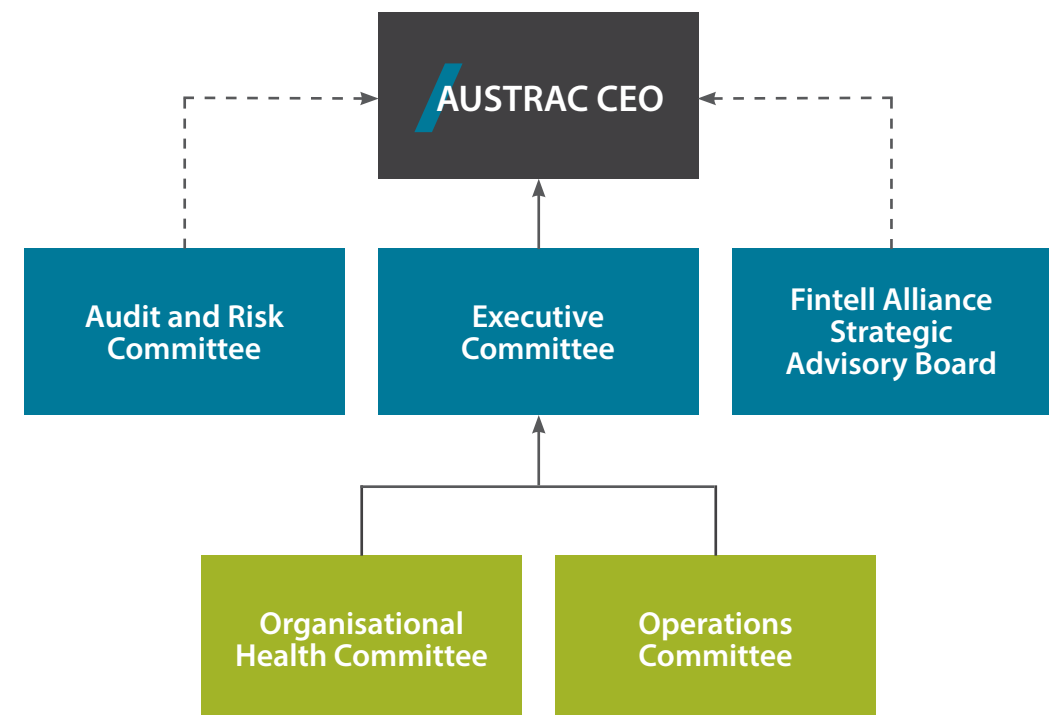 AUSTRAC CEO
Audit and Risk
Committee
Executive
Committee
Fintell Alliance
Strategic
Advisory Board
Organisational
Health Committee
Operations
Committee